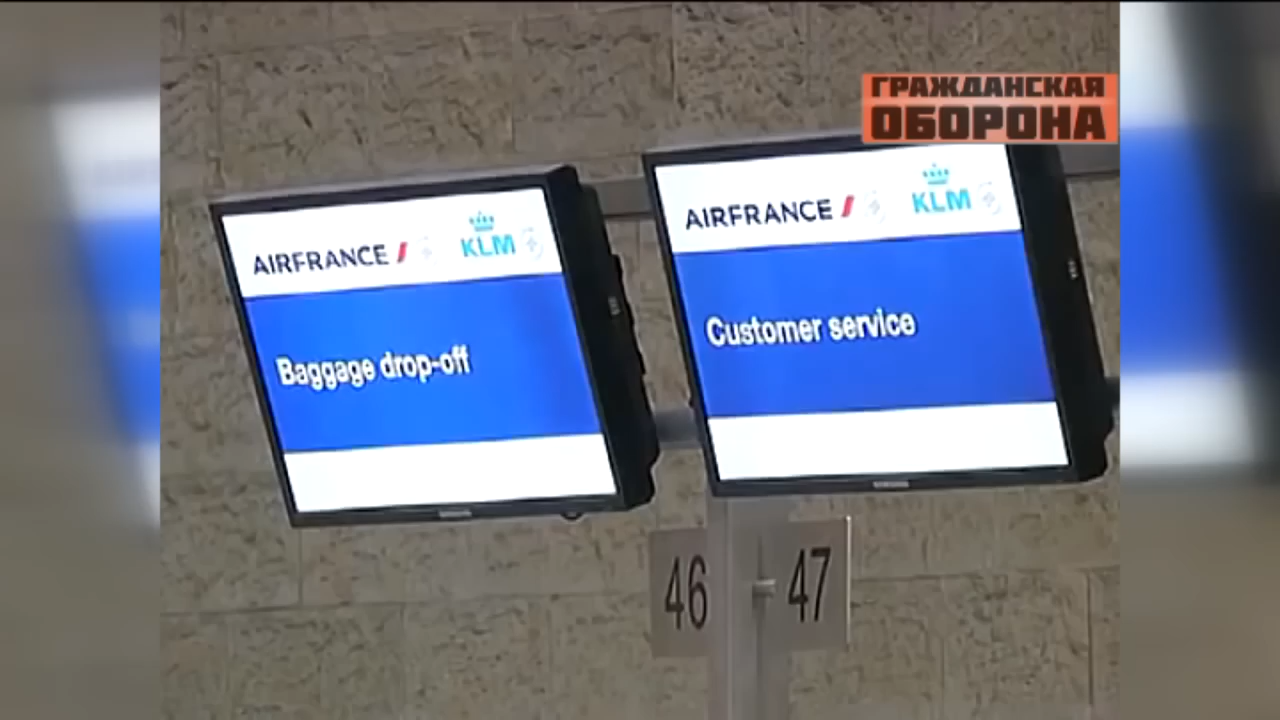 ГРАЖДАНСКАЯ
ОБОРОНА
AIRFRANCE KLM
Baggage drop-off
AIRFRANCE KLM
Customer service
46 47